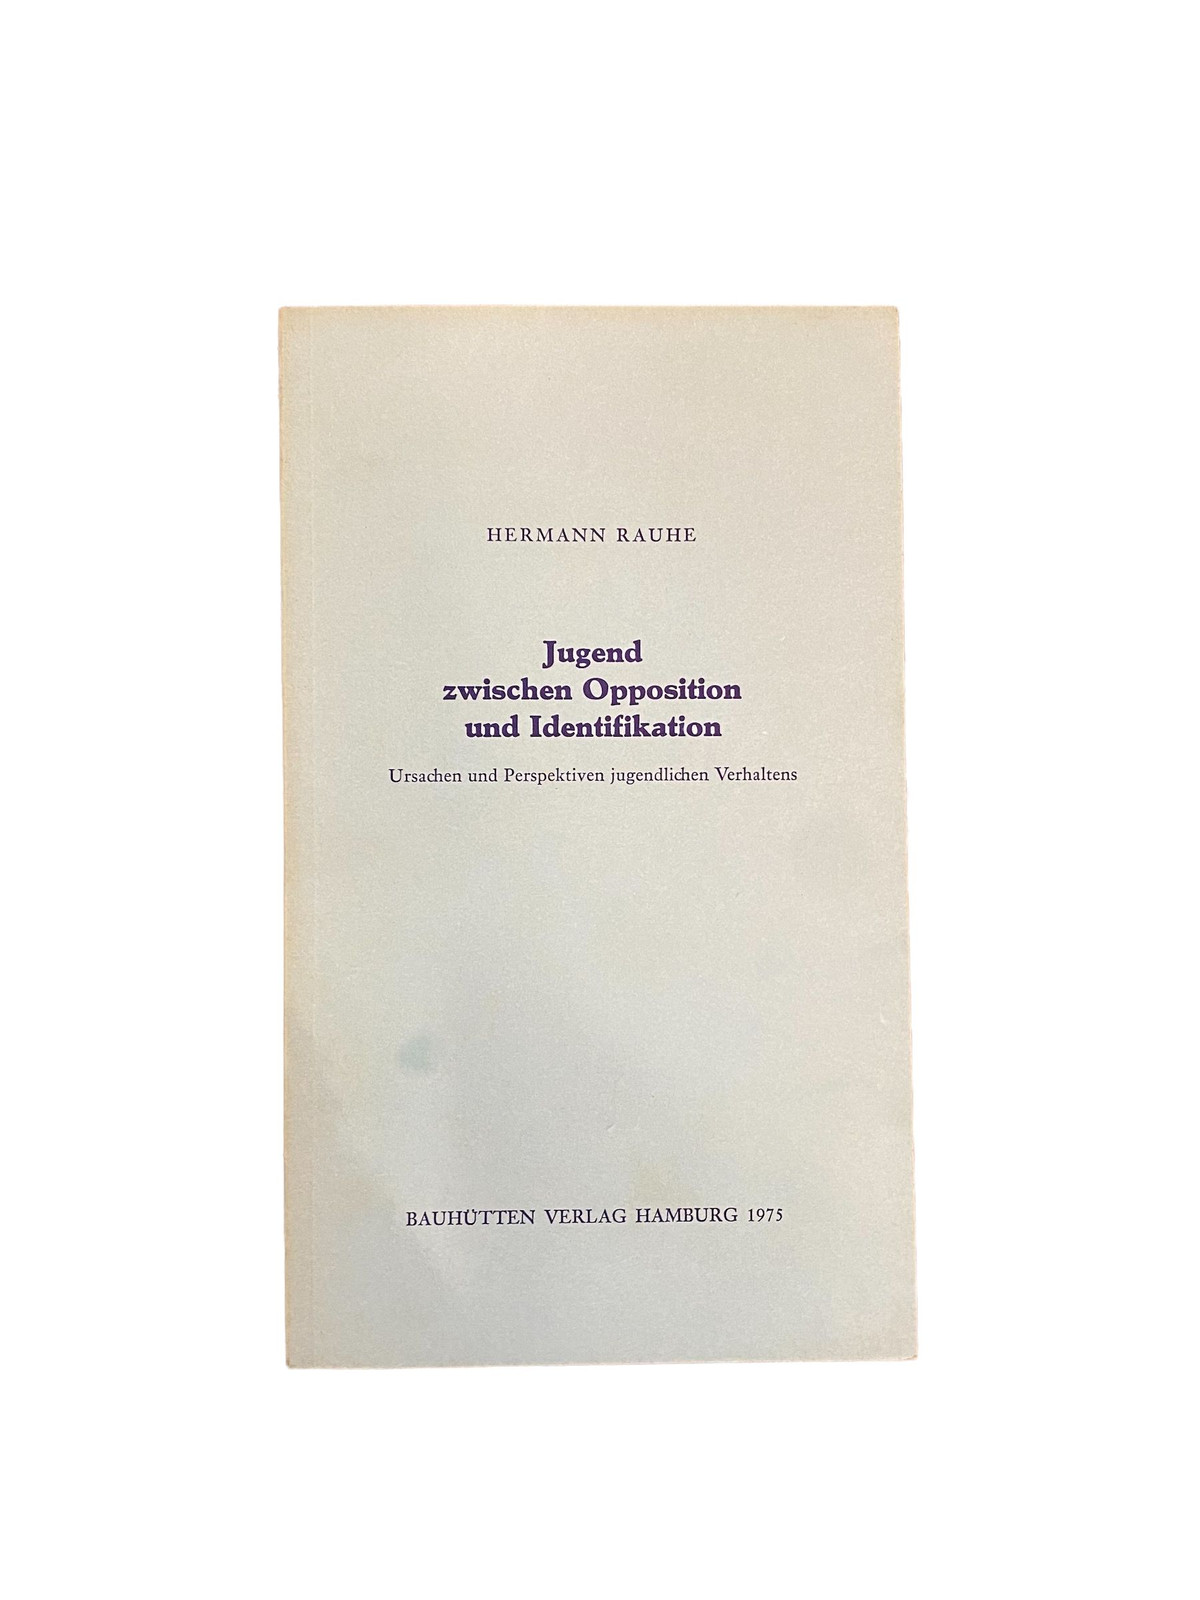 HERMANN RAUHE
Jugend
zwischen Opposition
und Identifikation
Ursachen und Perspektiven jugendlichen Verhaltens
BAUHÜTTEN VERLAG HAMBURG 1975